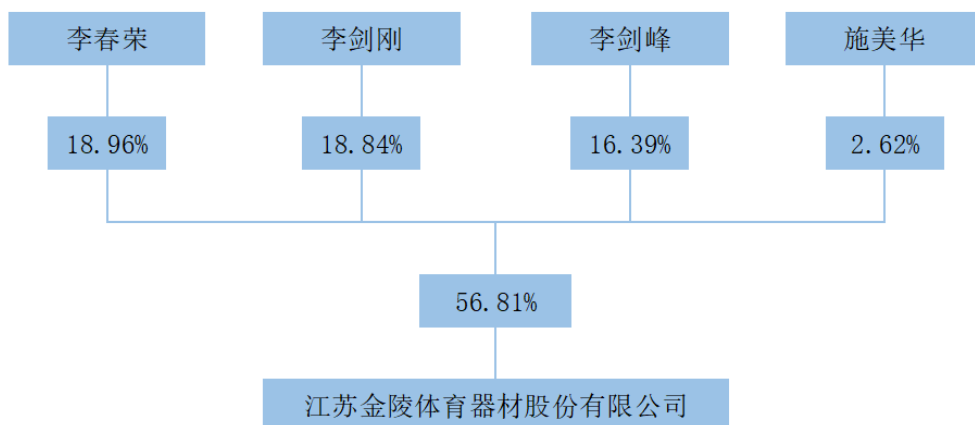 李春荣 李剑刚 李剑峰 施美华
18.96% 18.84% 16.39% 2.62%
56.81%
江苏金陵体育器材股份有限公司